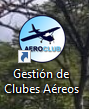 AEROCLUB
Gestión de
Clubes Aéreos